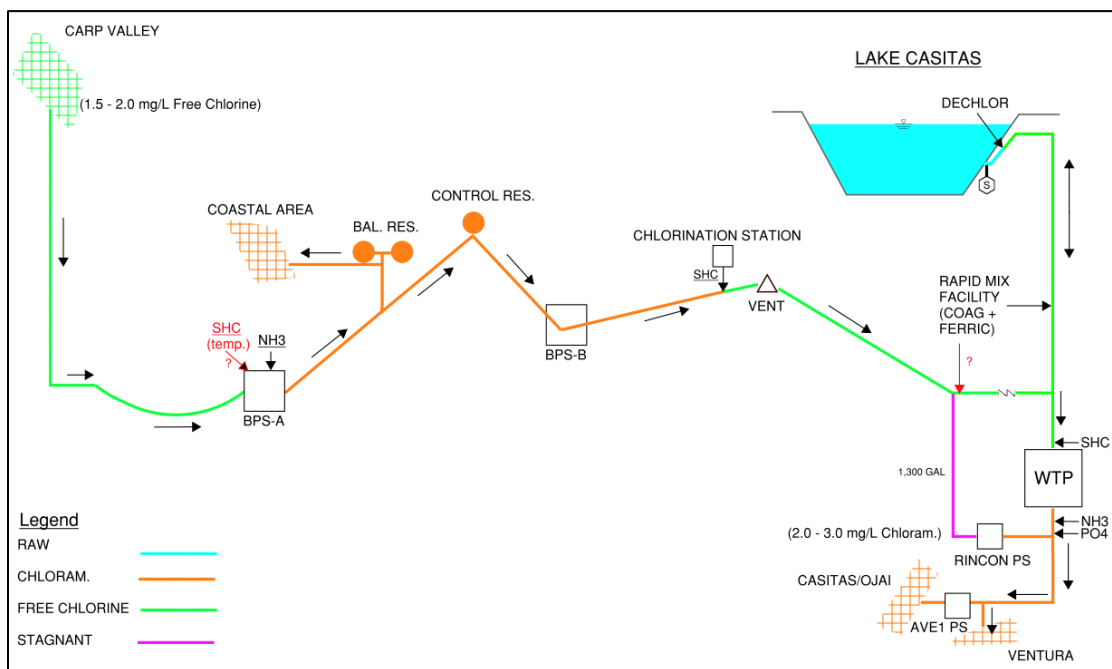 CARP VALLEY
(1.5 - 2.0 mg/L Free Chlorine)
LAKE CASITAS
DECHLOR
S
COASTAL AREA
BAL. RES.
CONTROL RES.
CHLORINATION STATION
SHC
VENT
RAPID MIX
FACILITY
(COAG +
FERRIC)
?
SHC
(temp.)
?
NH3
BPS-A
BPS-B
SHC
WTP
1,300 GAL
NH3
PO4
(2.0 - 3.0 mg/L Chloram.)
RINCON PS
CASITAS/OJAI
AVE1 PS
VENTURA
Legend
RAW
CHLORAM.
FREE CHLORINE
STAGNANT